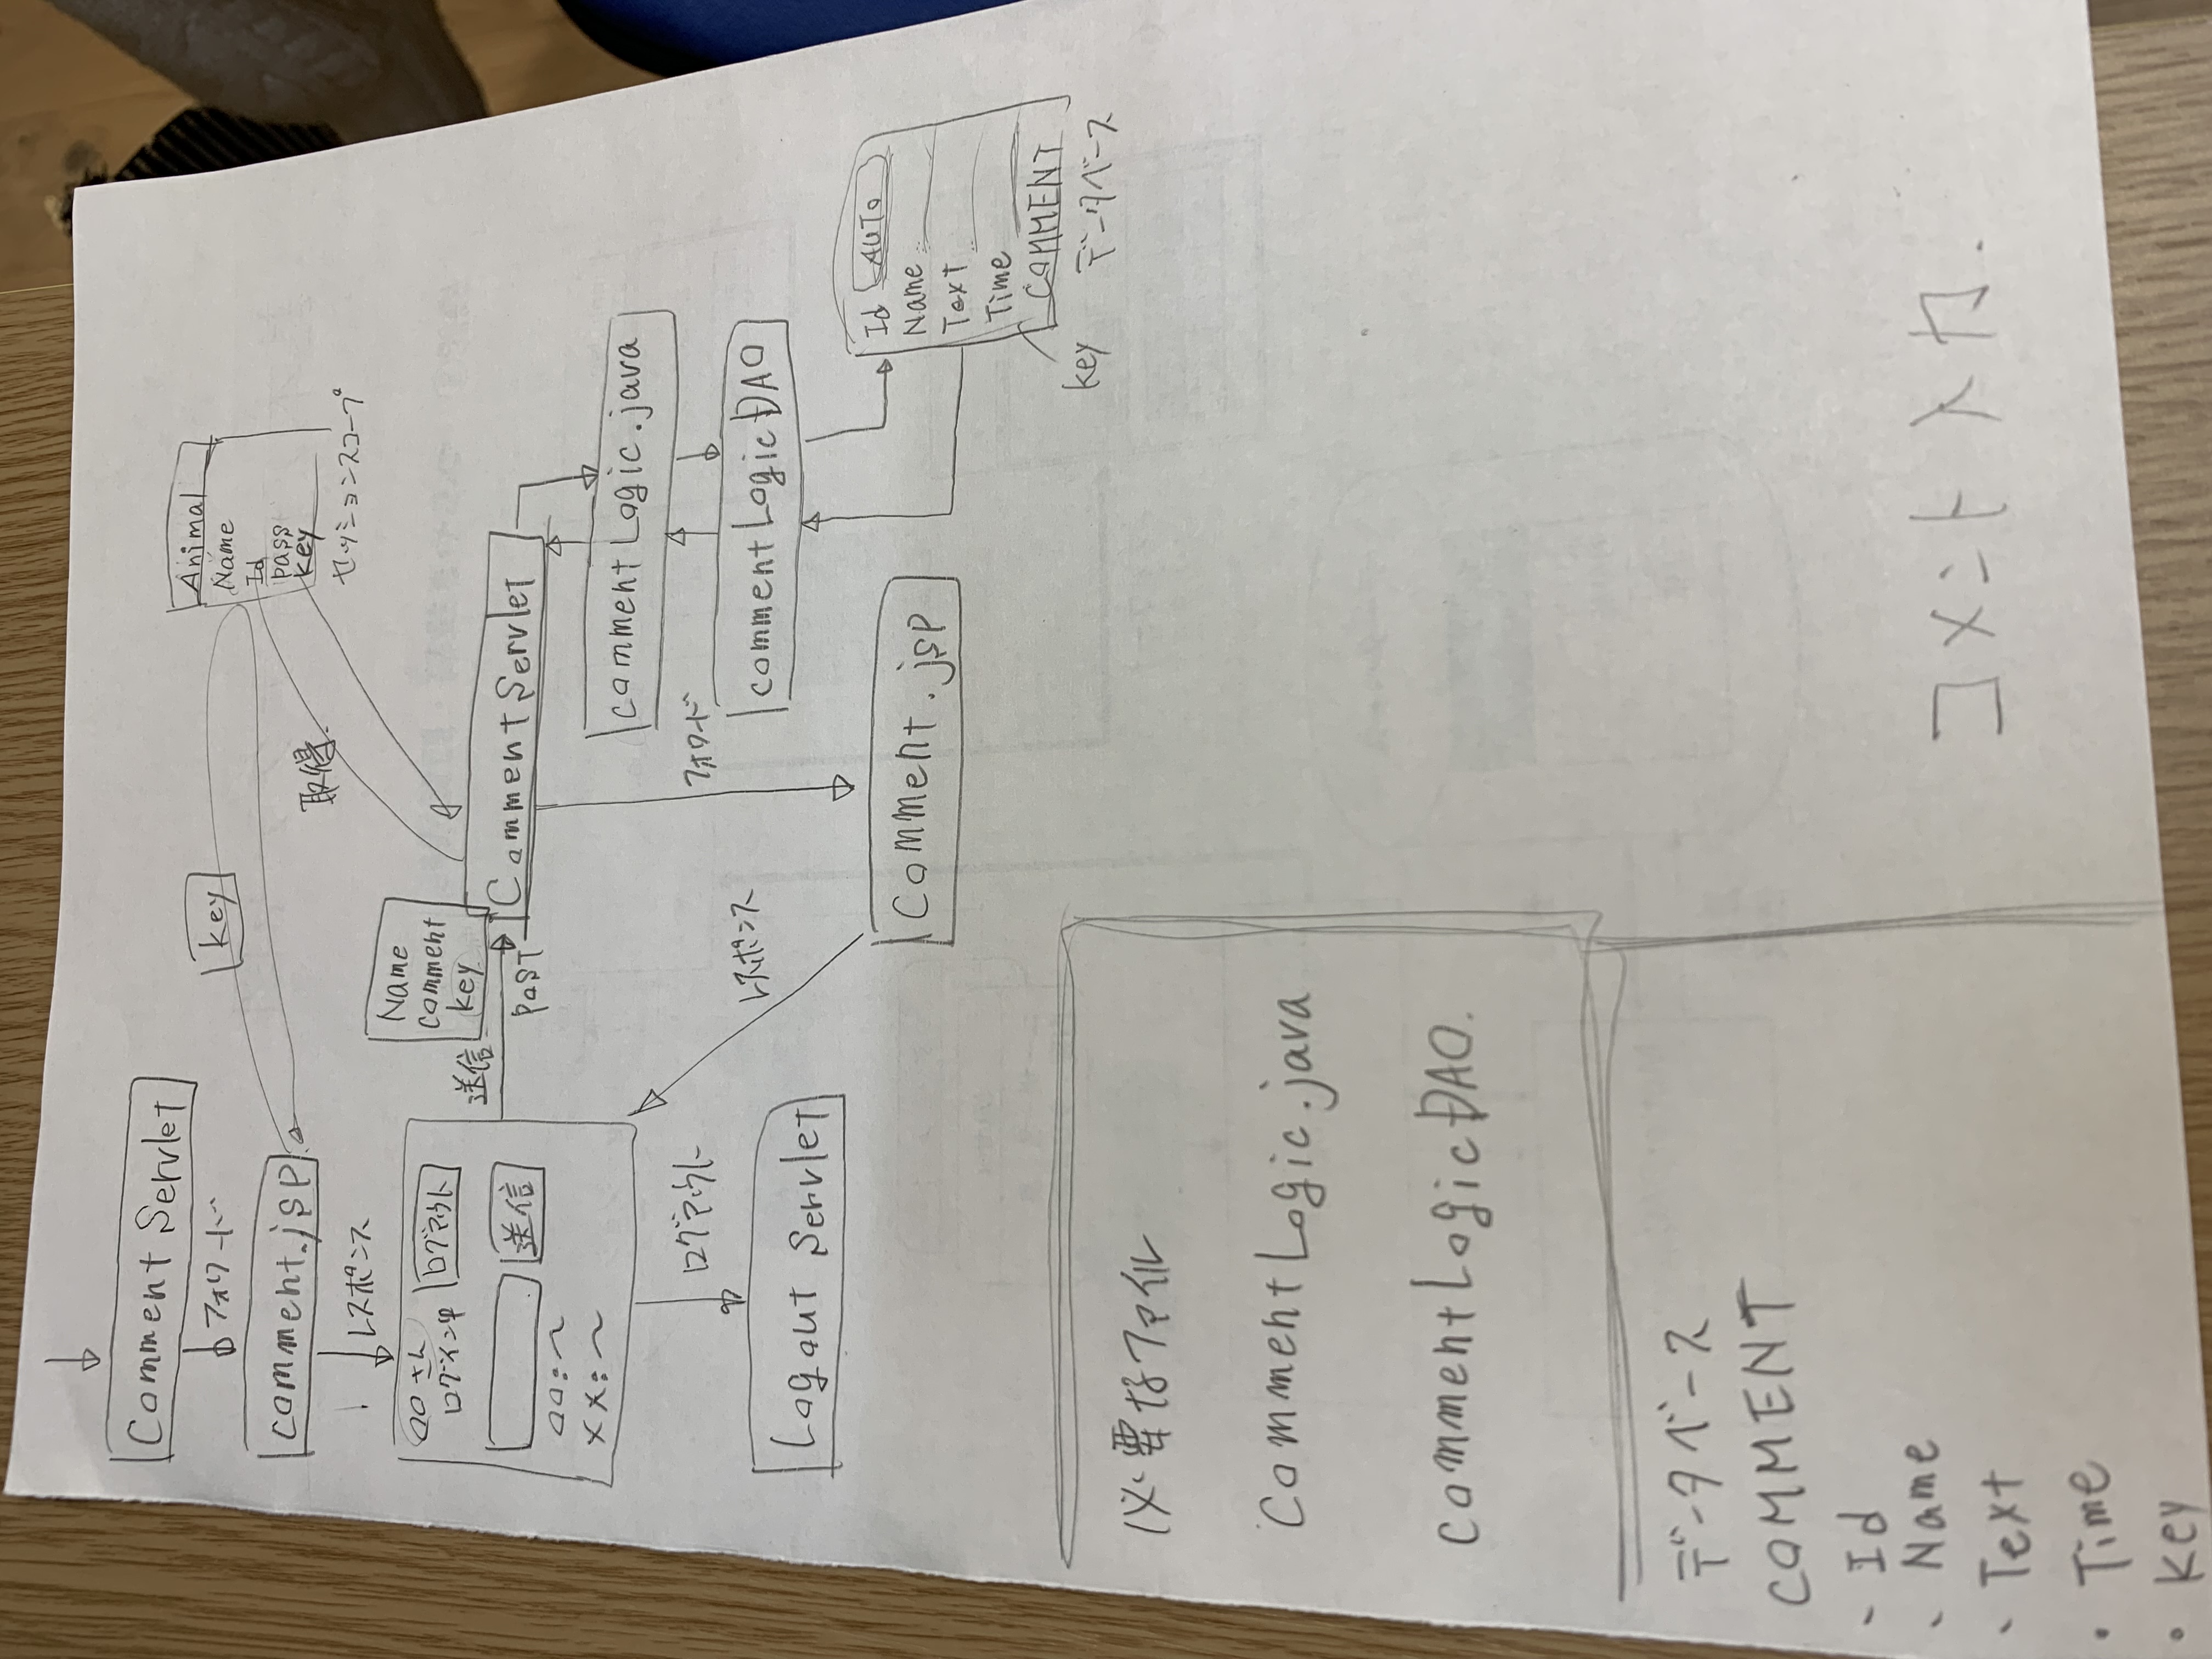 Comment Servlet
フォワード
comment.jsp
key
Animal
Name
Id
pass
key
セッションスコープ
取得.
レスポンス
○○さん
ログイン中
ログアウト
送信
○○:〜
××:〜
送信
POST
Name
comment
key
Comment Servlet
commentLogic.java
フォワード
commentLogicDAO
ログアウト
Logout Servlet
レスポンス
Comment.jsp
Id AUTO
Name
Text
Time
COMMENT
key
データベース
必要なファイル
CommentLogic.java
commentLogicDAO.
データベース
COMMENT
・Id
・Name
・Text
・Time
・key
コメント入力.